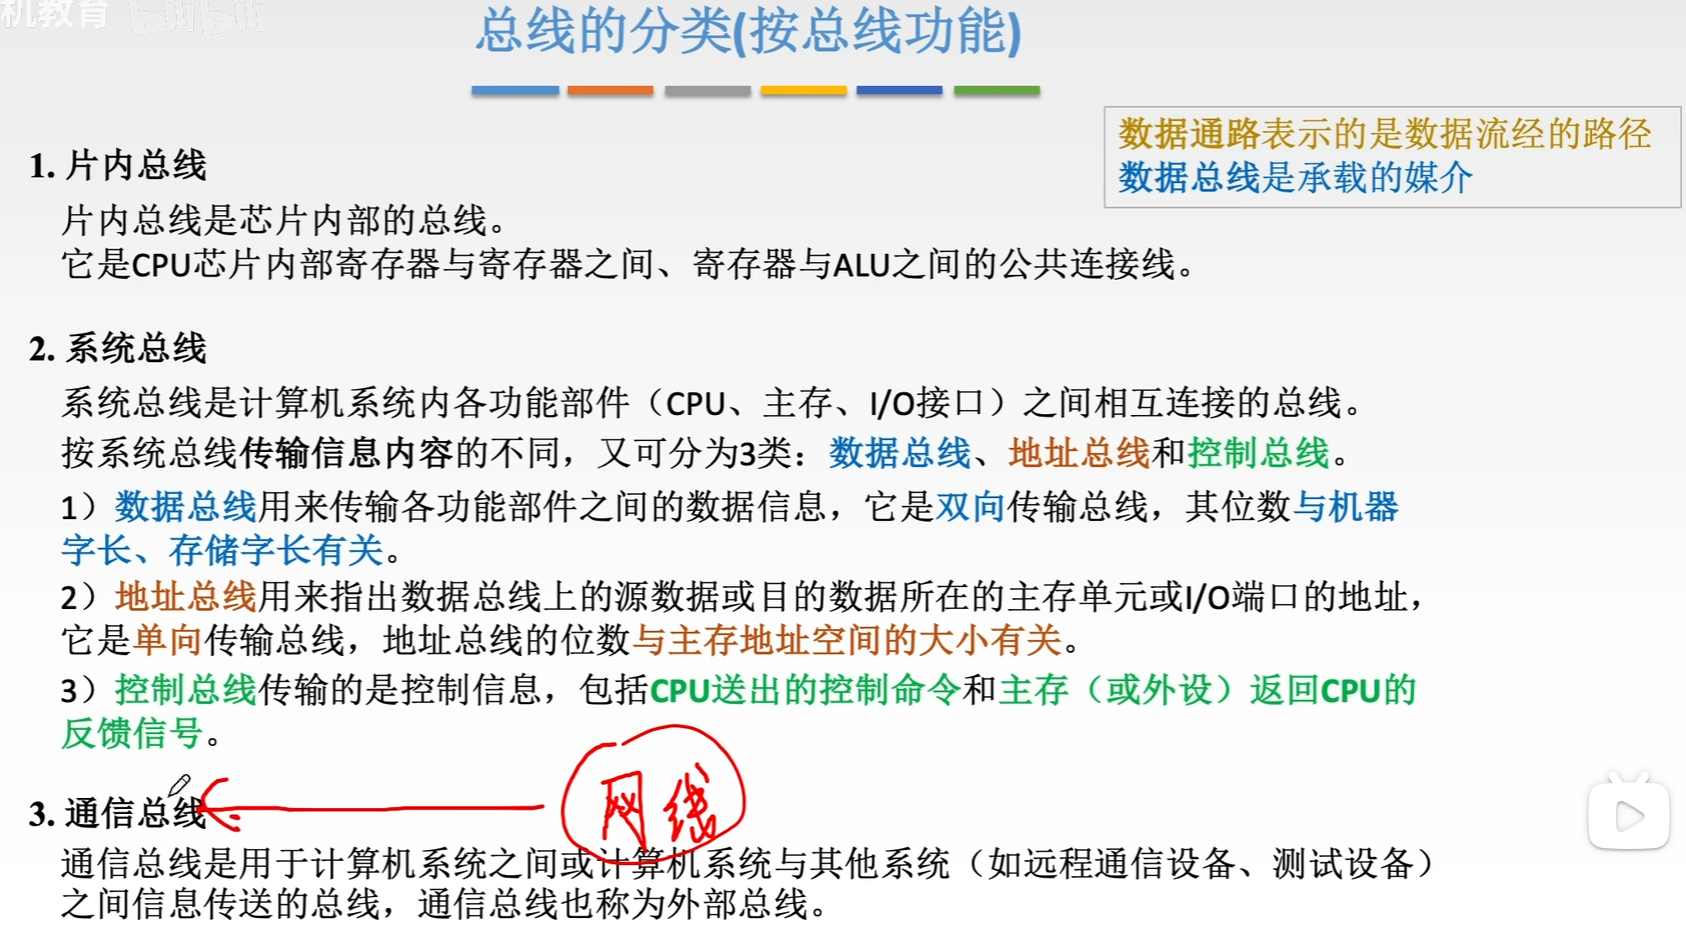 机教育 bilibili
总线的分类(按总线功能)
数据通路表示的是数据流经的路径
数据总线是承载的媒介
1. 片内总线
片内总线是芯片内部的总线。
它是CPU芯片内部寄存器与寄存器之间、寄存器与ALU之间的公共连接线。
2. 系统总线
系统总线是计算机系统内各功能部件（CPU、主存、I/O接口）之间相互连接的总线。
按系统总线传输信息内容的不同，又可分为3类：数据总线、地址总线和控制总线。
1）数据总线用来传输各功能部件之间的数据信息，它是双向传输总线，其位数与机器
字长、存储字长有关。
2）地址总线用来指出数据总线上的源数据或目的数据所在的主存单元或I/O端口的地址，
它是单向传输总线，地址总线的位数与主存地址空间的大小有关。
3）控制总线传输的是控制信息，包括CPU送出的控制命令和主存（或外设）返回CPU的
反馈信号。
网线
3. 通信总线
通信总线是用于计算机系统之间或计算机系统与其他系统（如远程通信设备、测试设备）
之间信息传送的总线，通信总线也称为外部总线。